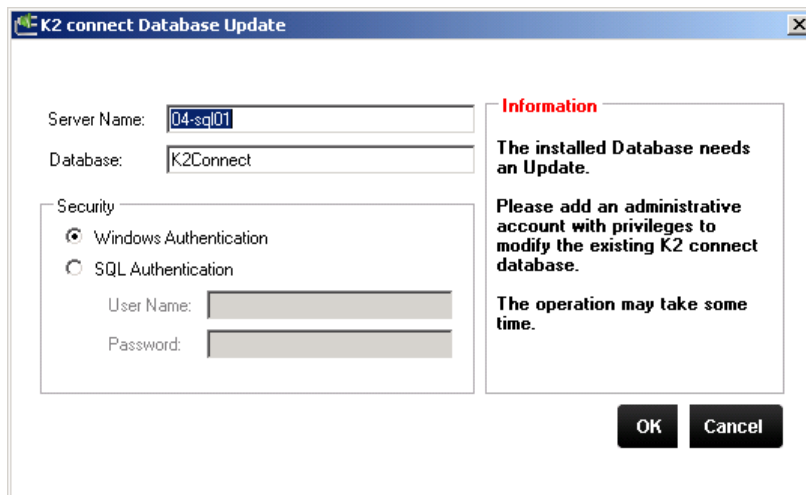 K2 connect Database Update
Server Name:
04-sql01
Database:
K2Connect
Security
Windows Authentication
SQL Authentication
User Name:
Password:
Information
The installed Database needs
an Update.
Please add an administrative
account with privileges to
modify the existing K2 connect
database.
The operation may take some
time.
OK
Cancel